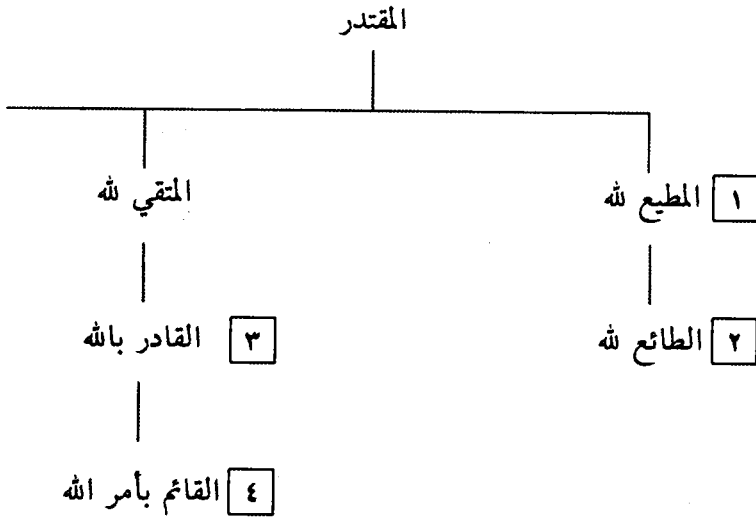 المقتدر
١ المطيع لله
المتقي لله
٢ الطائع لله
٣ القادر بالله
٤ القائم بأمر الله